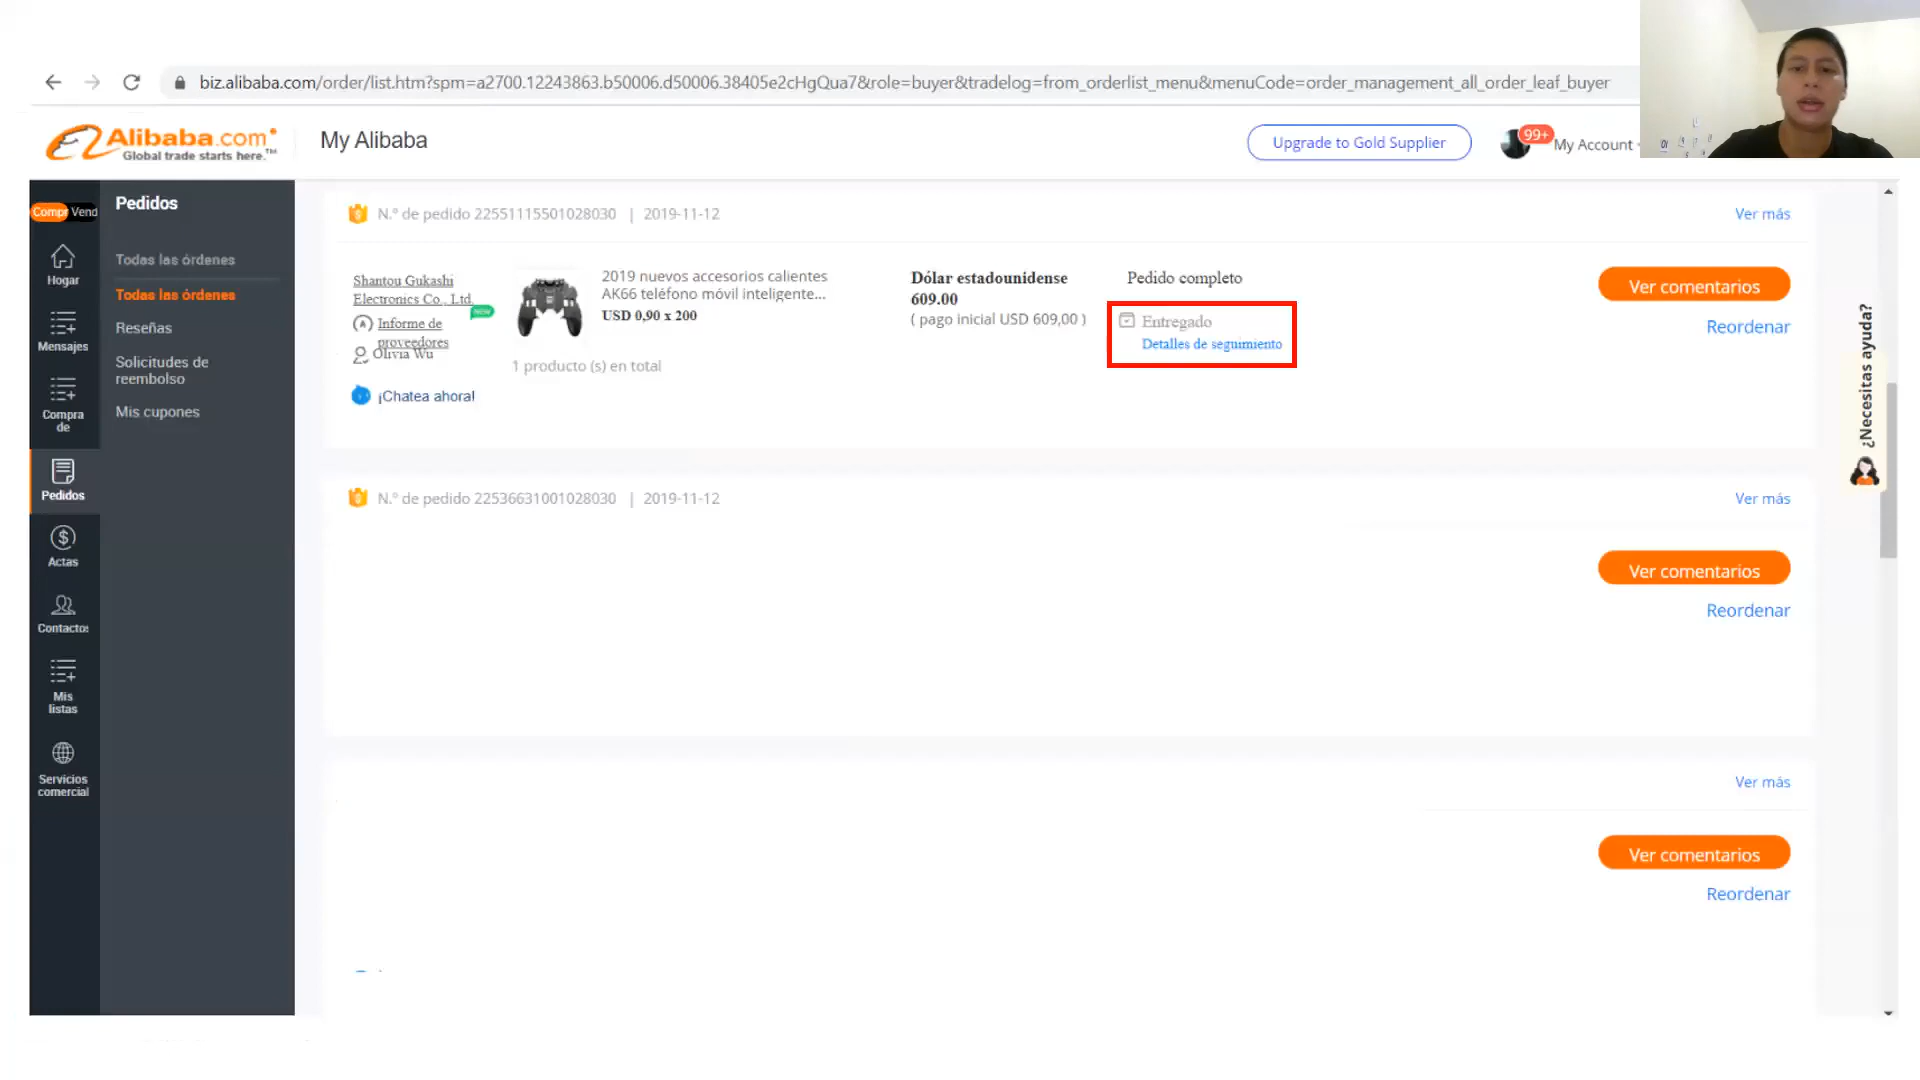 biz.alibaba.com/order/list.htm?spm=a2700.12243863.b50006.d50006.38405e2cHgQua7&role=buyer&tradelog=from_orderlist_menu&menuCode=order_management_all_order_leaf_buyer
Alibaba.com
Global trade starts here.™
My Alibaba
Upgrade to Gold Supplier
99+
My Account
Compr
Vend
Hogar
Mensajes
Compra
de
Pedidos
Actas
Contactos
Mis
listas
Servicios
comercial
Pedidos
Todas las órdenes
Todas las órdenes
Reseñas
Solicitudes de
reembolso
Mis cupones
N.º de pedido 22551115501028030 | 2019-11-12
Ver más
Shantou Gukashi
Electronics Co., Ltd.
NEW
Informe de
proveedores
Olivia Wu
¡Chatea ahora!
2019 nuevos accesorios calientes
AK66 teléfono móvil inteligente...
USD 0,90 x 200
1 producto (s) en total
Dólar estadounidense
609.00
( pago inicial USD 609,00 )
Pedido completo
Entregado
Detalles de seguimiento
Ver comentarios
Reordenar
N.º de pedido 22536631001028030 | 2019-11-12
Ver más
Ver comentarios
Reordenar
Ver más
Ver comentarios
Reordenar
¿Necesitas ayuda?